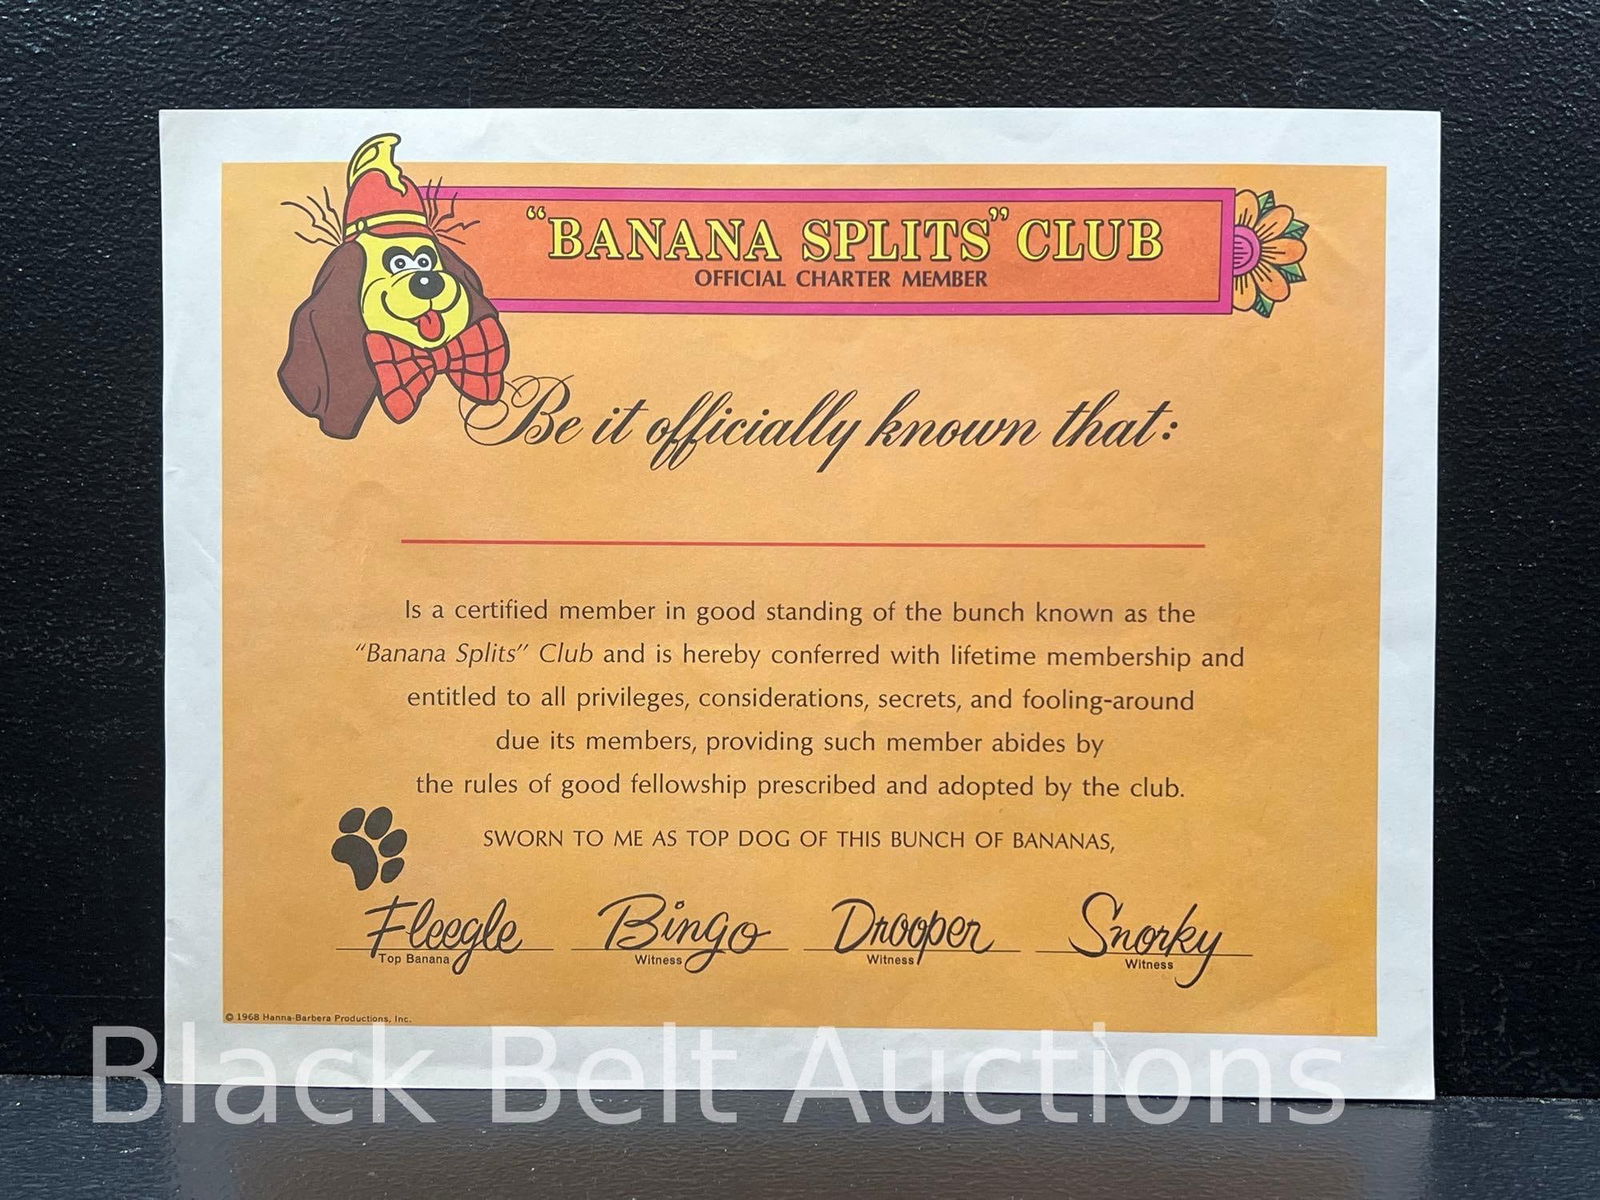 "BANANA SPLITS" CLUB
OFFICIAL CHARTER MEMBER
Be it officially known that:
Is a certified member in good standing of the bunch known as the
"Banana Splits" Club and is hereby conferred with lifetime membership and
entitled to all privileges, considerations, secrets, and fooling-around
due its members, providing such member abides by
the rules of good fellowship prescribed and adopted by the club.
SWORN TO ME AS TOP DOG OF THIS BUNCH OF BANANAS,
Fleegle Bingo Drooper Snorky
Top Banana Witness Witness Witness
© 1968 Hanna-Barbera Productions, Inc.
Black Belt Auctions